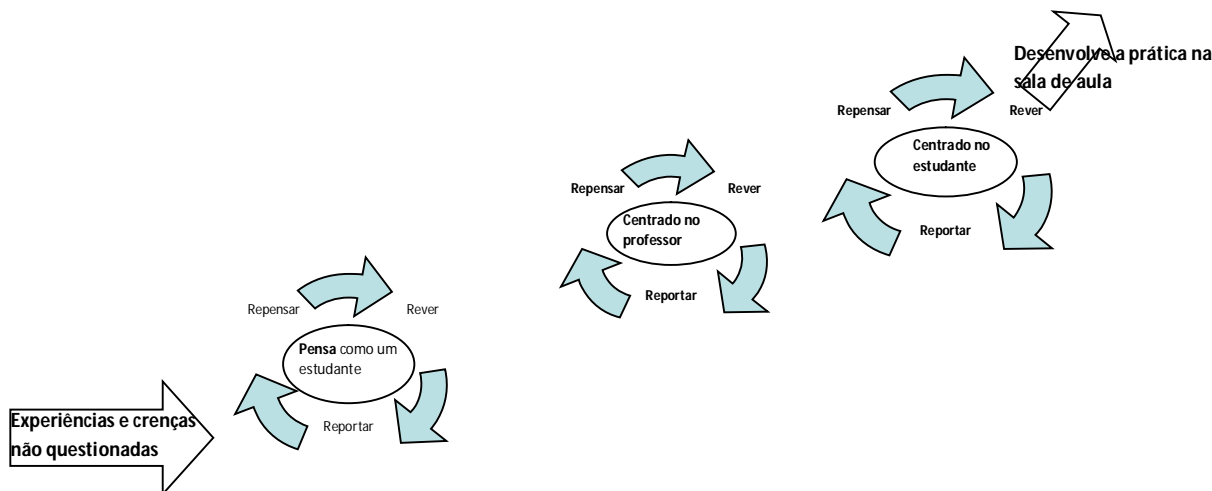 Experiências e crenças
não questionadas
Repensar
Rever
Pensa como um
estudante
Reportar
Repensar
Rever
Centrado no
professor
Reportar
Repensar
Rever
Centrado no
estudante
Reportar
Desenvolve a prática na
sala de aula